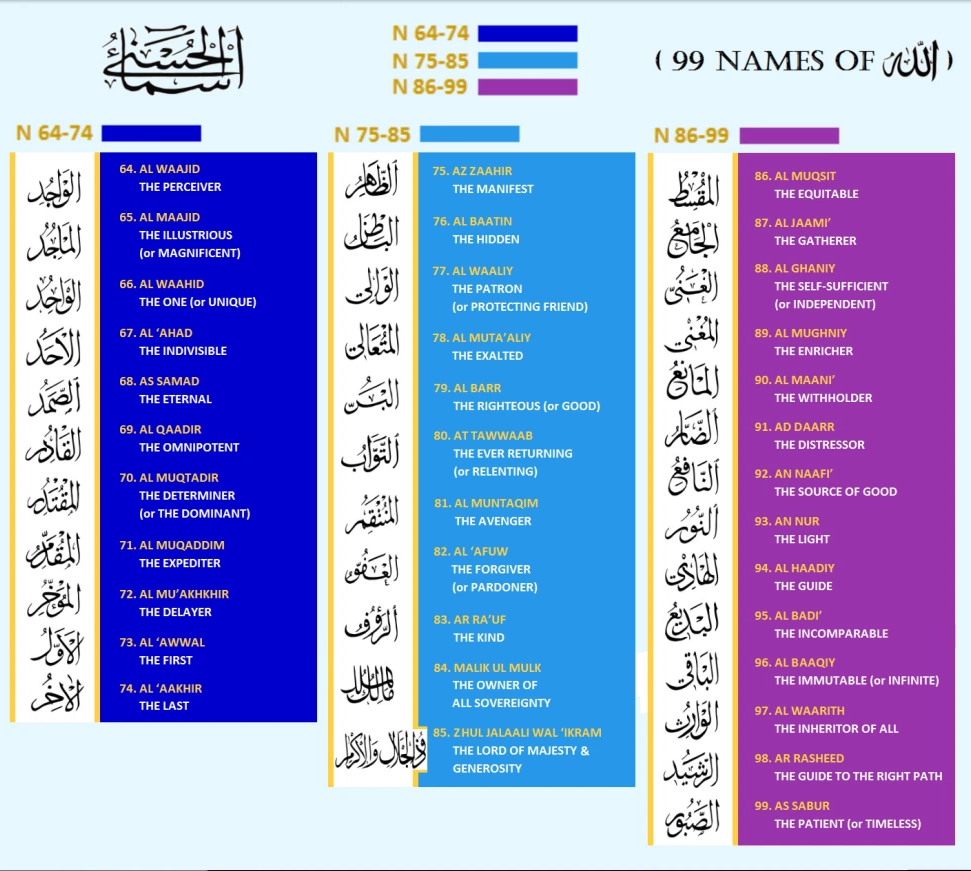 أسماء الحسنى
N 64-74
N 75-85
N 86-99
( 99 NAMES OF الله )
N 64-74
الواجد
64. AL WAAJID
THE PERCEIVER
الماجد
65. AL MAAJID
THE ILLUSTRIOUS
(or MAGNIFICENT)
الواحد
66. AL WAAHID
THE ONE (or UNIQUE)
الأحد
67. AL ‘AHAD
THE INDIVISIBLE
الصمد
68. AS SAMAD
THE ETERNAL
القادر
69. AL QAADIR
THE OMNIPOTENT
المقتدر
70. AL MUQTADIR
THE DETERMINER
(or THE DOMINANT)
المقدم
71. AL MUQADDIM
THE EXPEDITER
المؤخر
72. AL MU’AKHKHIR
THE DELAYER
الأول
73. AL ‘AWWAL
THE FIRST
الآخر
74. AL ‘AAKHIR
THE LAST
N 75-85
الظاهر
75. AZ ZAAHIR
THE MANIFEST
الباطن
76. AL BAATIN
THE HIDDEN
الوالي
77. AL WAALIY
THE PATRON
(or PROTECTING FRIEND)
المتعالي
78. AL MUTA’ALIY
THE EXALTED
البر
79. AL BARR
THE RIGHTEOUS (or GOOD)
التواب
80. AT TAWWAAB
THE EVER RETURNING
(or RELENTING)
المنتقم
81. AL MUNTAQIM
THE AVENGER
العفو
82. AL ‘AFUW
THE FORGIVER
(or PARDONER)
الرؤوف
83. AR RA’UF
THE KIND
مالك الملك
84. MALIK UL MULK
THE OWNER OF
ALL SOVEREIGNTY
ذو الجلال والإكرام
85. ZHUL JALAALI WAL ‘IKRAM
THE LORD OF MAJESTY &
GENEROSITY
N 86-99
المقسط
86. AL MUQSIT
THE EQUITABLE
الجامع
87. AL JAAMI’
THE GATHERER
الغني
88. AL GHANIY
THE SELF-SUFFICIENT
(or INDEPENDENT)
المغني
89. AL MUGHNIY
THE ENRICHER
المانع
90. AL MAANI’
THE WITHHOLDER
الضار
91. AD DAARR
THE DISTRESSOR
النافع
92. AN NAAFI’
THE SOURCE OF GOOD
النور
93. AN NUR
THE LIGHT
الهادي
94. AL HAADIY
THE GUIDE
البديع
95. AL BADI’
THE INCOMPARABLE
الباقي
96. AL BAAQIY
THE IMMUTABLE (or INFINITE)
الوارث
97. AL WAARITH
THE INHERITOR OF ALL
الرشيد
98. AR RASHEED
THE GUIDE TO THE RIGHT PATH
الصبور
99. AS SABUR
THE PATIENT (or TIMELESS)